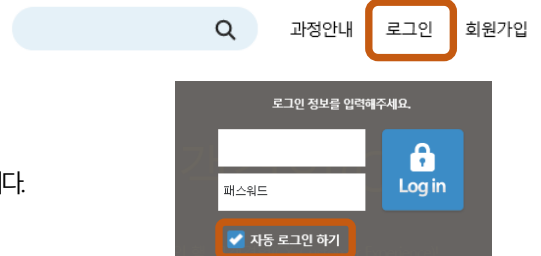 과정안내 로그인 회원가입
로그인 정보를 입력해주세요.
패스워드
Log in
다.
자동 로그인 하기